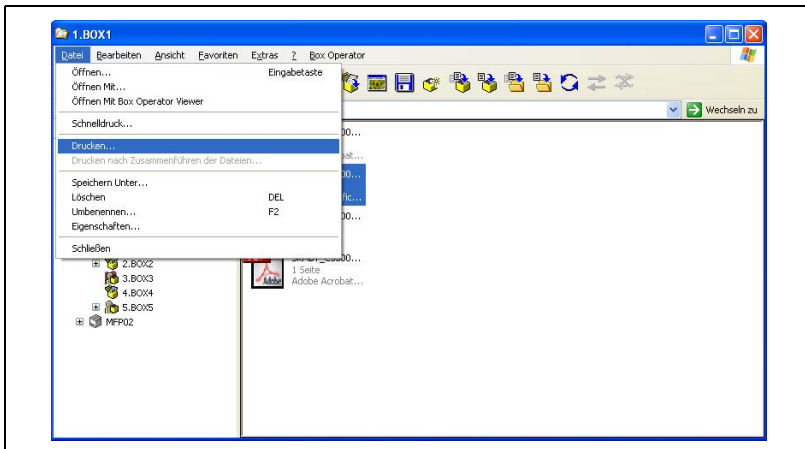 1.BOX1
Datei Bearbeiten Ansicht Favoriten Extras ? Box Operator
Öffnen... Eingabetaste
Öffnen Mit...
Öffnen Mit Box Operator Viewer
Wechseln zu
Schnelldruck...
Drucken...
Drucken nach Zusammenführen der Dateien...
Speichern Unter...
Löschen DEL
Umbenennen... F2
Eigenschaften...
Schließen
2.BOX2
3.BOX3
4.BOX4
5.BOX5
MFP02
1 Seite
Adobe Acrobat...
Adobe